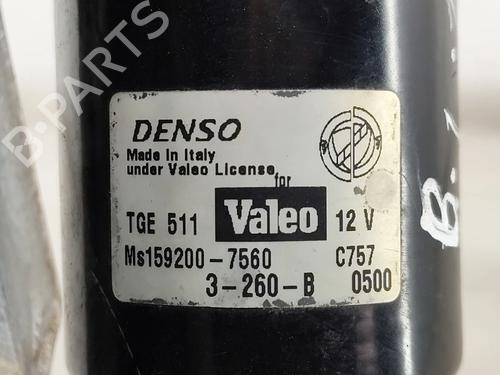 DENSO
Made In Italy
under Valeo License
for
TGE 511 Valeo 12 V
Ms159200-7560 C757
3-260-B 0500
B-PARTS